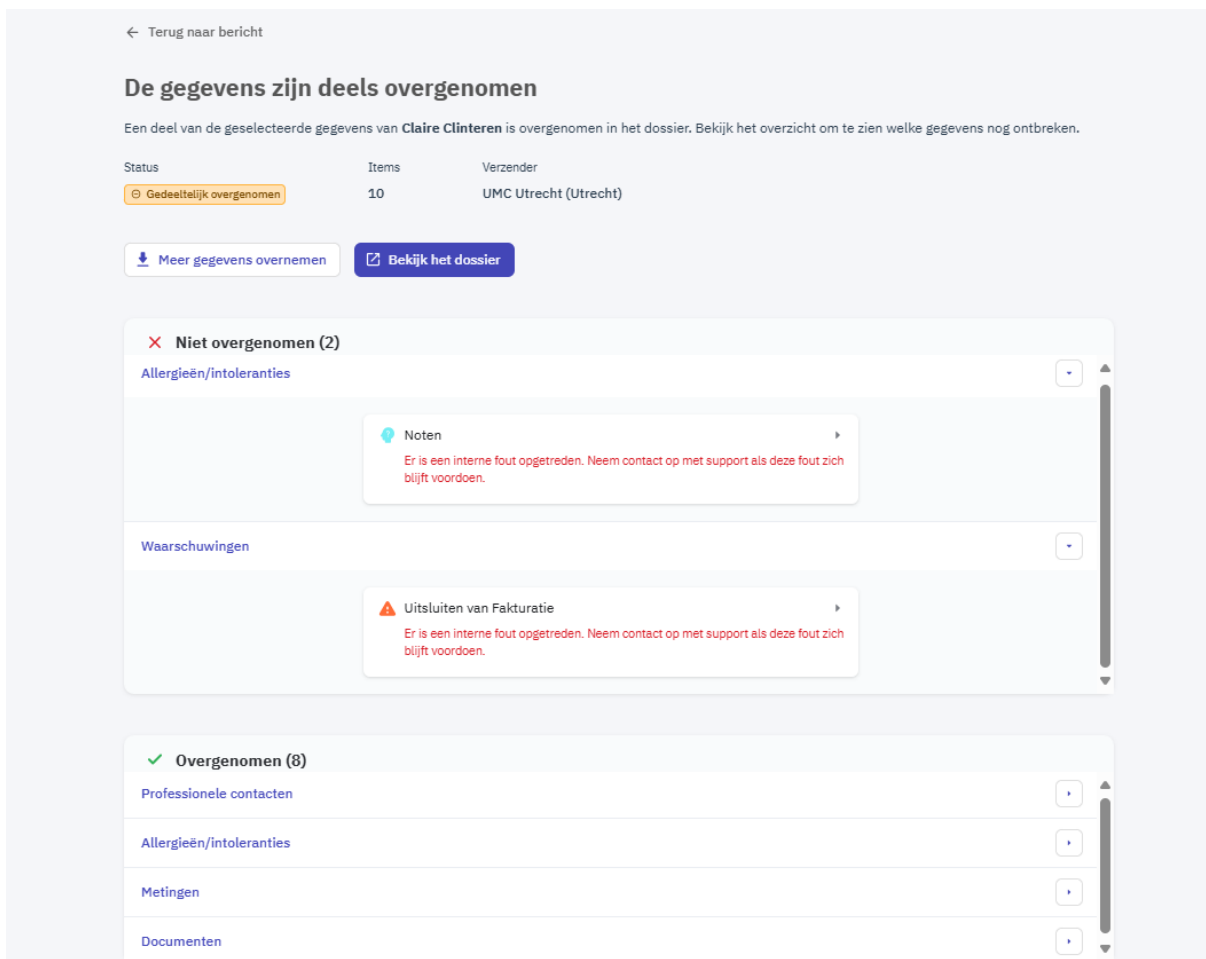 ← Terug naar bericht
De gegevens zijn deels overgenomen
Een deel van de geselecteerde gegevens van Claire Clinteren is overgenomen in het dossier. Bekijk het overzicht om te zien welke gegevens nog ontbreken.
Status Items Verzender
Gedeeltelijk overgenomen 10 UMC Utrecht (Utrecht)
Meer gegevens overnemen Bekijk het dossier
Niet overgenomen (2)
Allergieën/intoleranties
Noten
Er is een interne fout opgetreden. Neem contact op met support als deze fout zich
blijft voordoen.
Waarschuwingen
Uitsluiten van Fakturatie
Er is een interne fout opgetreden. Neem contact op met support als deze fout zich
blijft voordoen.
Overgenomen (8)
Professionele contacten
Allergieën/intoleranties
Metingen
Documenten